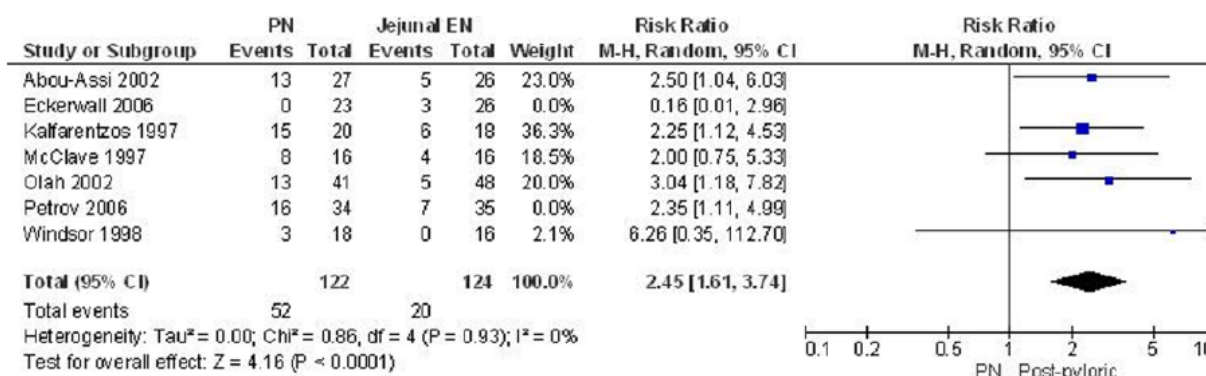 PN Jejunal EN Risk Ratio Risk Ratio
Study or Subgroup Events Total Events Total Weight M-H, Random, 95% CI M-H, Random, 95% CI
Abou-Assi 2002 13 27 5 26 23.0% 2.50 [1.04, 6.03]
Eckerwall 2006 0 23 3 26 0.0% 0.16 [0.01, 2.96]
Kalfarentzos 1997 15 20 6 18 36.3% 2.25 [1.12, 4.53]
McClave 1997 8 16 4 16 18.5% 2.00 [0.75, 5.33]
Olah 2002 13 41 5 48 20.0% 3.04 [1.18, 7.82]
Petrov 2006 16 34 7 35 0.0% 2.35 [1.11, 4.99]
Windsor 1998 3 18 0 16 2.1% 6.26 [0.35, 112.70]
Total (95% CI) 122 124 100.0% 2.45 [1.61, 3.74]
Total events 52 20
Heterogeneity: Tau² = 0.00; Chi² = 0.86, df = 4 (P = 0.93); I² = 0%
Test for overall effect: Z = 4.16 (P < 0.0001)
0.1 0.2 0.5 1 2 5 10
PN Post-pyloric